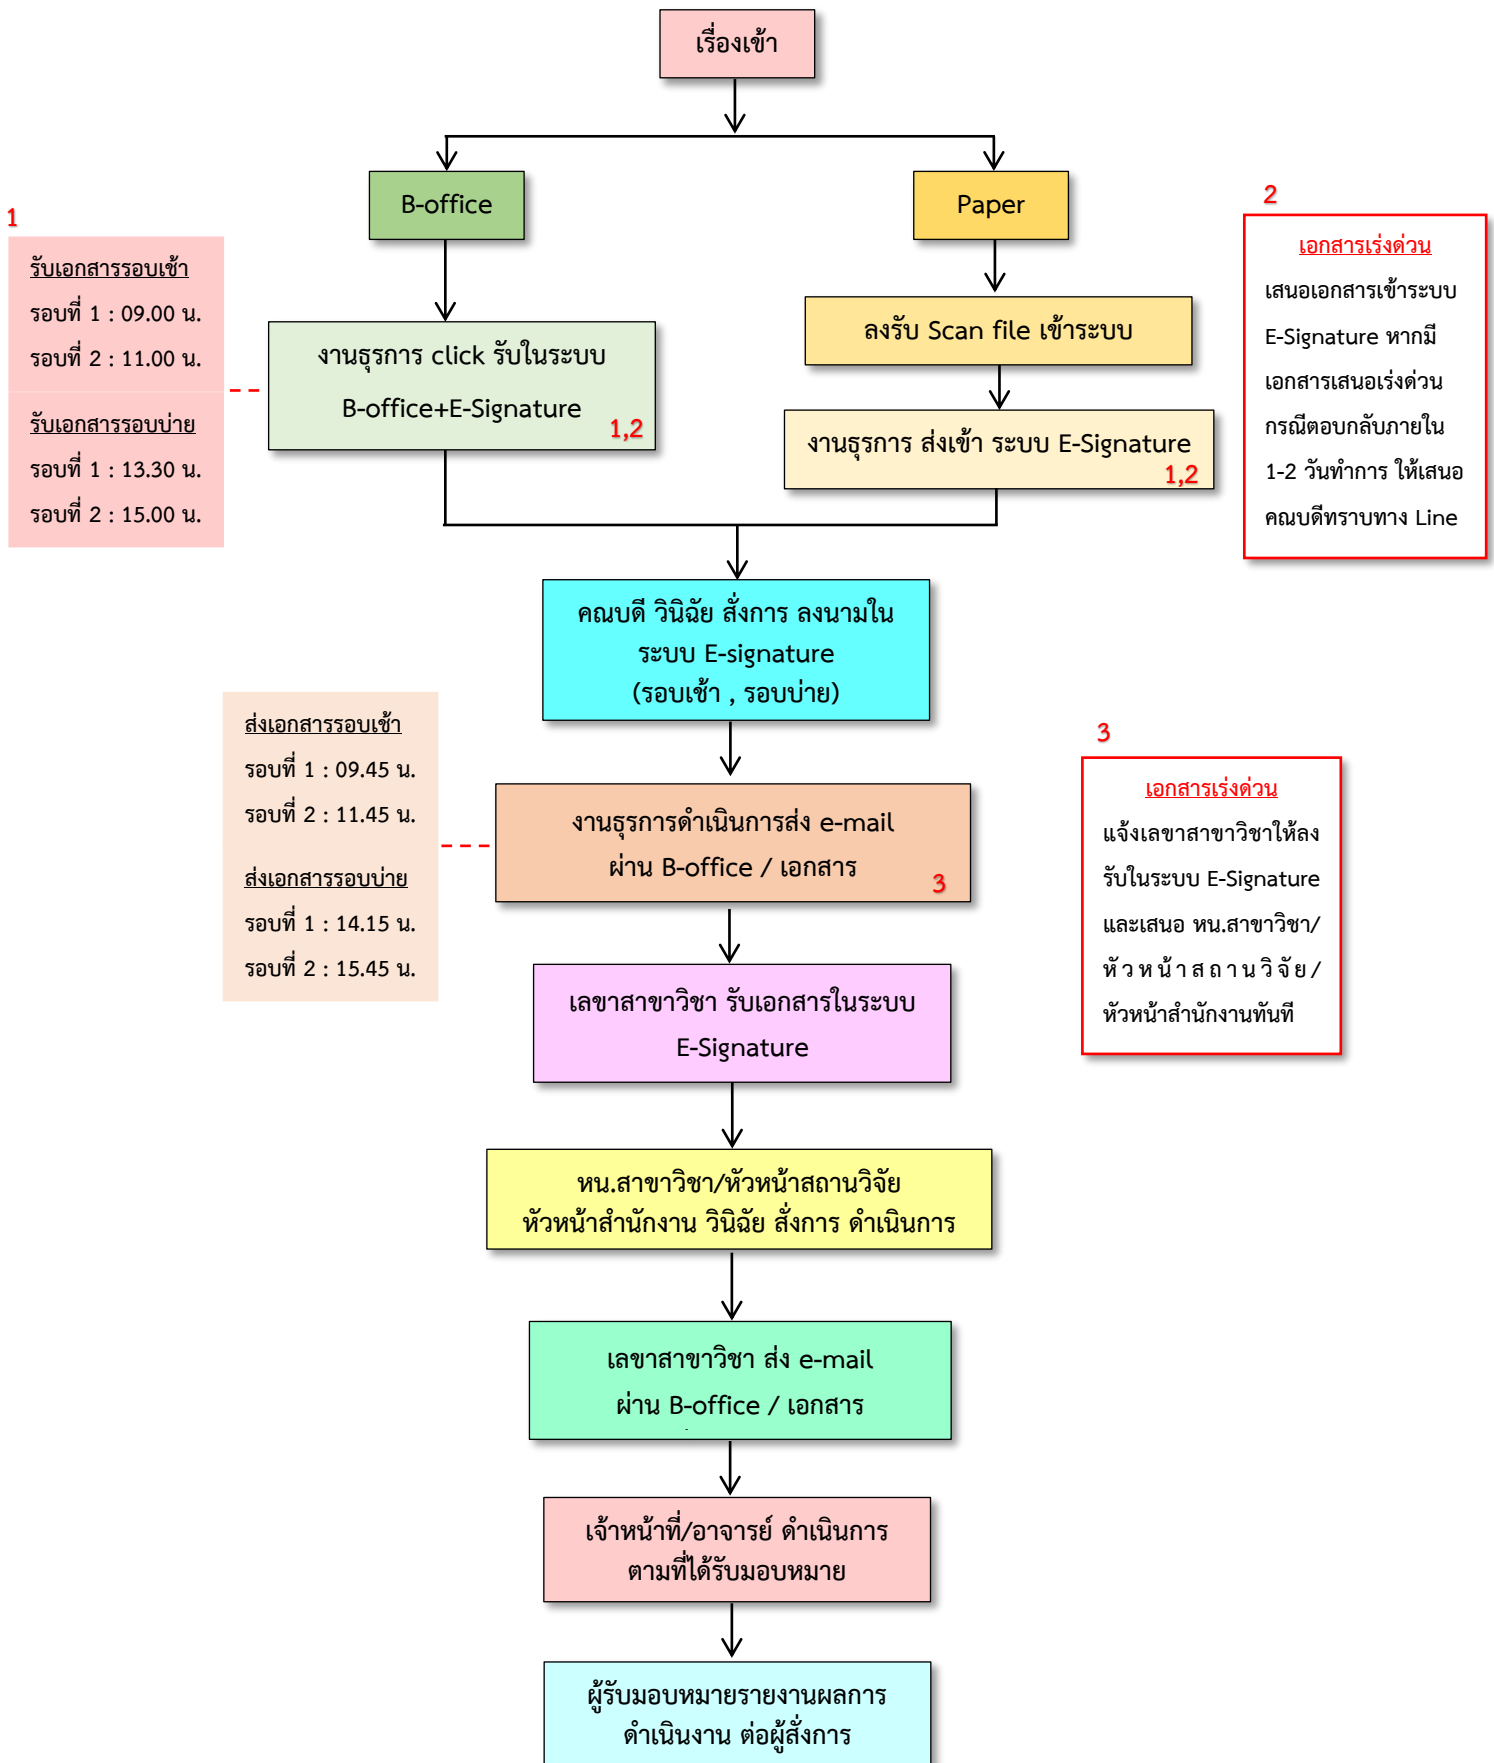 เรื่องเข้า
B-office
Paper
1
รับเอกสารรอบเช้า
รอบที่ 1 : 09.00 น.
รอบที่ 2 : 11.00 น.
รับเอกสารรอบบ่าย
รอบที่ 1 : 13.30 น.
รอบที่ 2 : 15.00 น.
งานธุรการ click รับในระบบ
B-office+E-Signature
1,2
ลงรับ Scan file เข้าระบบ
งานธุรการ ส่งเข้า ระบบ E-Signature
1,2
2
เอกสารเร่งด่วน
เสนอเอกสารเข้าระบบ
E-Signature หากมี
เอกสารเสนอเร่งด่วน
กรณีตอบกลับภายใน
1-2 วันทำการ ให้เสนอ
คณบดีทราบทาง Line
คณบดี วินิฉัย สั่งการ ลงนามใน
ระบบ E-signature
(รอบเช้า , รอบบ่าย)
ส่งเอกสารรอบเช้า
รอบที่ 1 : 09.45 น.
รอบที่ 2 : 11.45 น.
ส่งเอกสารรอบบ่าย
รอบที่ 1 : 14.15 น.
รอบที่ 2 : 15.45 น.
งานธุรการดำเนินการส่ง e-mail
ผ่าน B-office / เอกสาร
3
3
เอกสารเร่งด่วน
แจ้งเลขาสาขาวิชาให้ลง
รับในระบบ E-Signature
และเสนอ หน.สาขาวิชา/
หัวหน้าสถานวิจัย/
หัวหน้าสำนักงานทันที
เลขาสาขาวิชา รับเอกสารในระบบ
E-Signature
หน.สาขาวิชา/หัวหน้าสถานวิจัย
หัวหน้าสำนักงาน วินิฉัย สั่งการ ดำเนินการ
เลขาสาขาวิชา ส่ง e-mail
ผ่าน B-office / เอกสาร
เจ้าหน้าที่/อาจารย์ ดำเนินการ
ตามที่ได้รับมอบหมาย
ผู้รับมอบหมายรายงานผลการ
ดำเนินงาน ต่อผู้สั่งการ